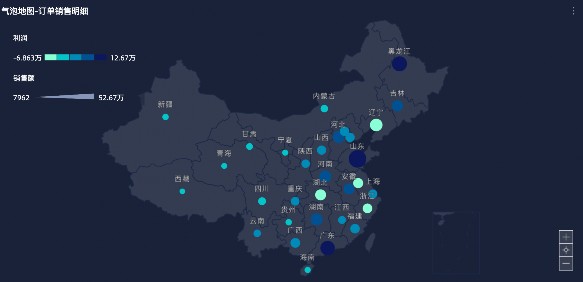 气泡地图-订单销售明细
利润
-6.863万 12.67万
销售额
7962 52.67万
黑龙江
吉林
内蒙古
辽宁
新疆
河北
甘肃
宁夏
山西
山东
青海
陕西
河南
西藏
四川
重庆
湖北
安徽
上海
贵州
湖南
江西
浙江
云南
广西
广东
福建
海南